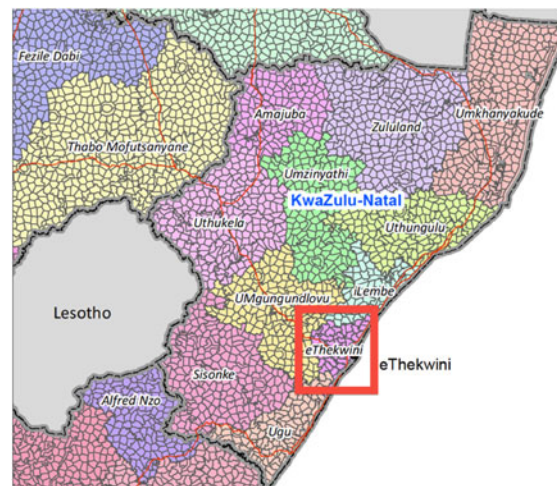 Fezile Dabi
Amajuba
Umkhanyakude
Zululand
Thabo Mofutsanyane
Umzinyathi
KwaZulu-Natal
Uthukela
Uthungulu
UMgungundlovu
iLembe
Lesotho
eThekwini
eThekwini
Sisonke
Alfred Nzo
Ugu